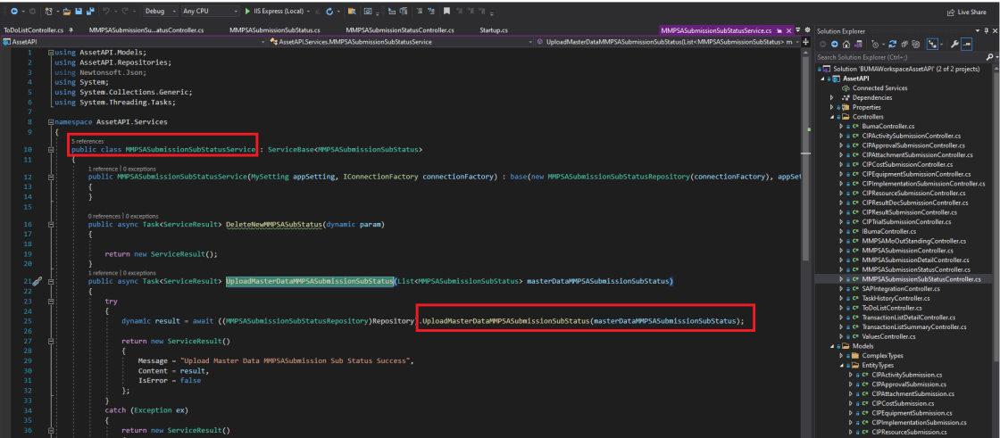 Debug
Any CPU
IIS Express (Local)
Live Share
ToDoListController.cs
MMPSASubmissionSu...atusController.cs
MMPSASubmissionSubStatus.cs
MMPSASubmissionStatusController.cs
Startup.cs
MMPSASubmissionSubStatusService.cs
AssetAPI
AssetAPI.Services.MMPSASubmissionSubStatusService
UploadMasterDataMMPSASubmissionSubStatus(List<MMPSASubmissionSubStatus> m
1 using AssetAPI.Models;
2 using AssetAPI.Repositories;
3 using Newtonsoft.Json;
4 using System;
5 using System.Collections.Generic;
6 using System.Threading.Tasks;
7
8 namespace AssetAPI.Services
9 {
5 references
10 public class MMPSASubmissionSubStatusService : ServiceBase<MMPSASubmissionSubStatus>
11 {
1 reference | 0 exceptions
12 public MMPSASubmissionSubStatusService(MySetting appSetting, IConnectionFactory connectionFactory) : base(new MMPSASubmissionSubStatusRepository(connectionFactory), appSet
13 {
14 }
15
0 references | 0 exceptions
16 public async Task<ServiceResult> DeleteNewMMPSASubStatus(dynamic param)
17 {
18
19 return new ServiceResult();
20 }
1 reference | 0 exceptions
21 public async Task<ServiceResult> UploadMasterDataMMPSASubmissionSubStatus(List<MMPSASubmissionSubStatus> masterDataMMPSASubmissionSubStatus)
22 {
23 try
24 {
25 dynamic result = await ((MMPSASubmissionSubStatusRepository)Repository).UploadMasterDataMMPSASubmissionSubStatus(masterDataMMPSASubmissionSubStatus);
26
27 return new ServiceResult()
28 {
29 Message = "Upload Master Data MMPSASubmission Sub Status Success",
30 Content = result,
31 IsError = false
32 };
33 }
34 catch (Exception ex)
35 {
36 return new ServiceResult()
Solution Explorer
Search Solution Explorer (Ctrl+;)
Solution 'BUMAWorkspaceAssetAPI' (2 of 2 projects)
AssetAPI
Connected Services
Dependencies
Properties
Controllers
BumaController.cs
CIPActivitySubmissionController.cs
CIPApprovalSubmissionController.cs
CIPAttachmentSubmissionController.cs
CIPCostSubmissionController.cs
CIPEquipmentSubmissionController.cs
CIPImplementationSubmissionController.cs
CIPResourceSubmissionController.cs
CIPResultDocSubmissionController.cs
CIPResultSubmissionController.cs
CIPTrialSubmissionController.cs
IBumaController.cs
MMPSAMoOutStandingController.cs
MMPSASubmissionController.cs
MMPSASubmissionDetailController.cs
MMPSASubmissionStatusController.cs
MMPSASubmissionSubStatusController.cs
SAPIntegrationController.cs
TaskHistoryController.cs
ToDoListController.cs
TransactionListDetailController.cs
TransactionListSummaryController.cs
ValuesController.cs
Models
ComplexTypes
EntityTypes
CIPActivitySubmission.cs
CIPApprovalSubmission.cs
CIPAttachmentSubmission.cs
CIPCostSubmission.cs
CIPEquipmentSubmission.cs
CIPImplementationSubmission.cs
CIPResourceSubmission.cs